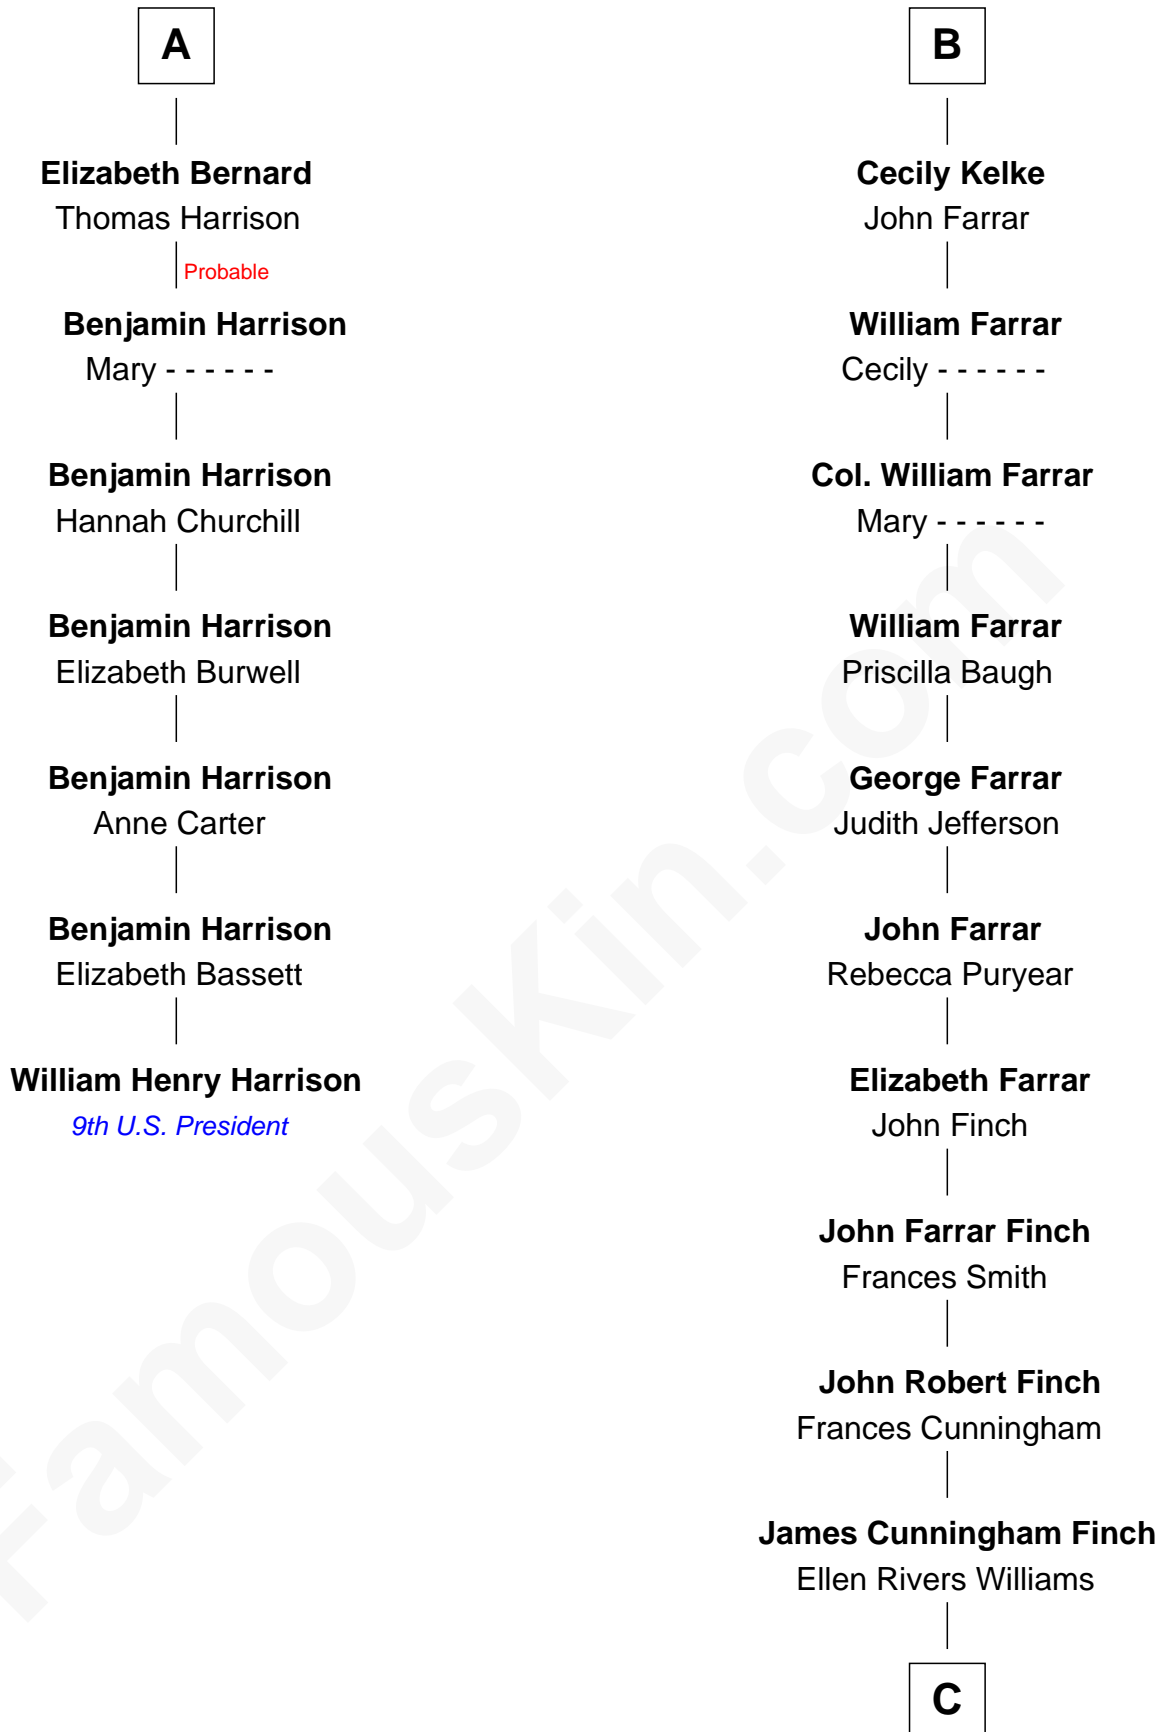 A
Elizabeth Bernard
Thomas Harrison
Probable
Benjamin Harrison
Mary - - - - - -
Benjamin Harrison
Hannah Churchill
Benjamin Harrison
Elizabeth Burwell
Benjamin Harrison
Anne Carter
Benjamin Harrison
Elizabeth Bassett
William Henry Harrison
9th U.S. President
B
Cecily Kelke
John Farrar
William Farrar
Cecily - - - - - -
Col. William Farrar
Mary - - - - - -
William Farrar
Priscilla Baugh
George Farrar
Judith Jefferson
John Farrar
Rebecca Puryear
Elizabeth Farrar
John Finch
John Farrar Finch
Frances Smith
John Robert Finch
Frances Cunningham
James Cunningham Finch
Ellen Rivers Williams
C
FamousKin.com